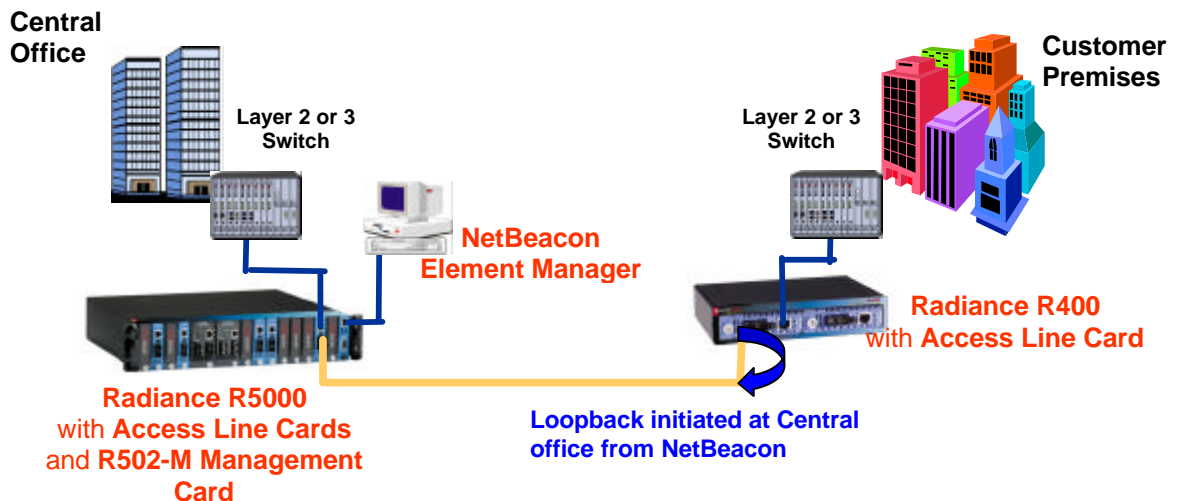 Central
Office
Layer 2 or 3
Switch
NetBeacon
Element Manager
Radiance R5000
with Access Line Cards
and R502-M Management
Card
Layer 2 or 3
Switch
Customer
Premises
Radiance R400
with Access Line Card
Loopback initiated at Central
office from NetBeacon